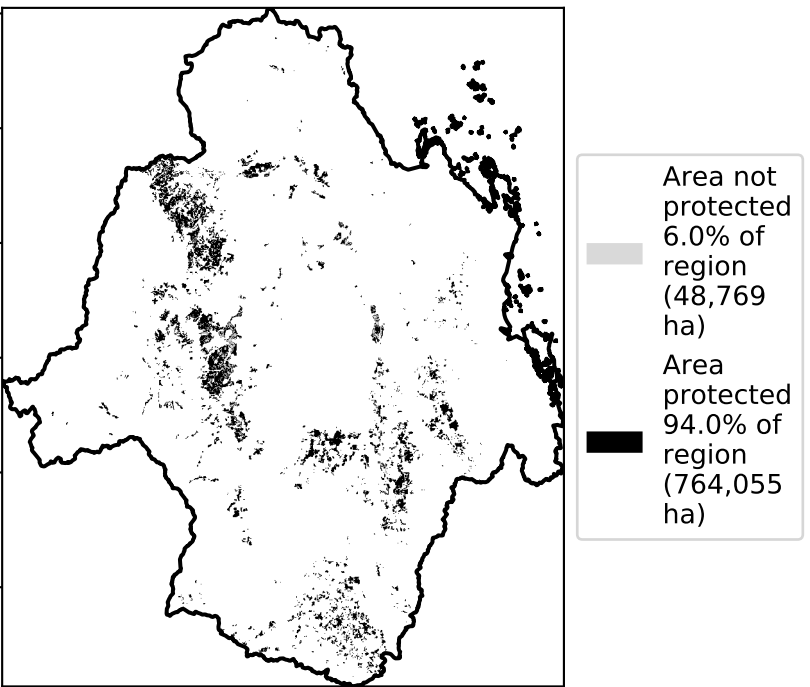 Area not
protected
6.0% of
region
(48,769
ha)
Area
protected
94.0% of
region
(764,055
ha)